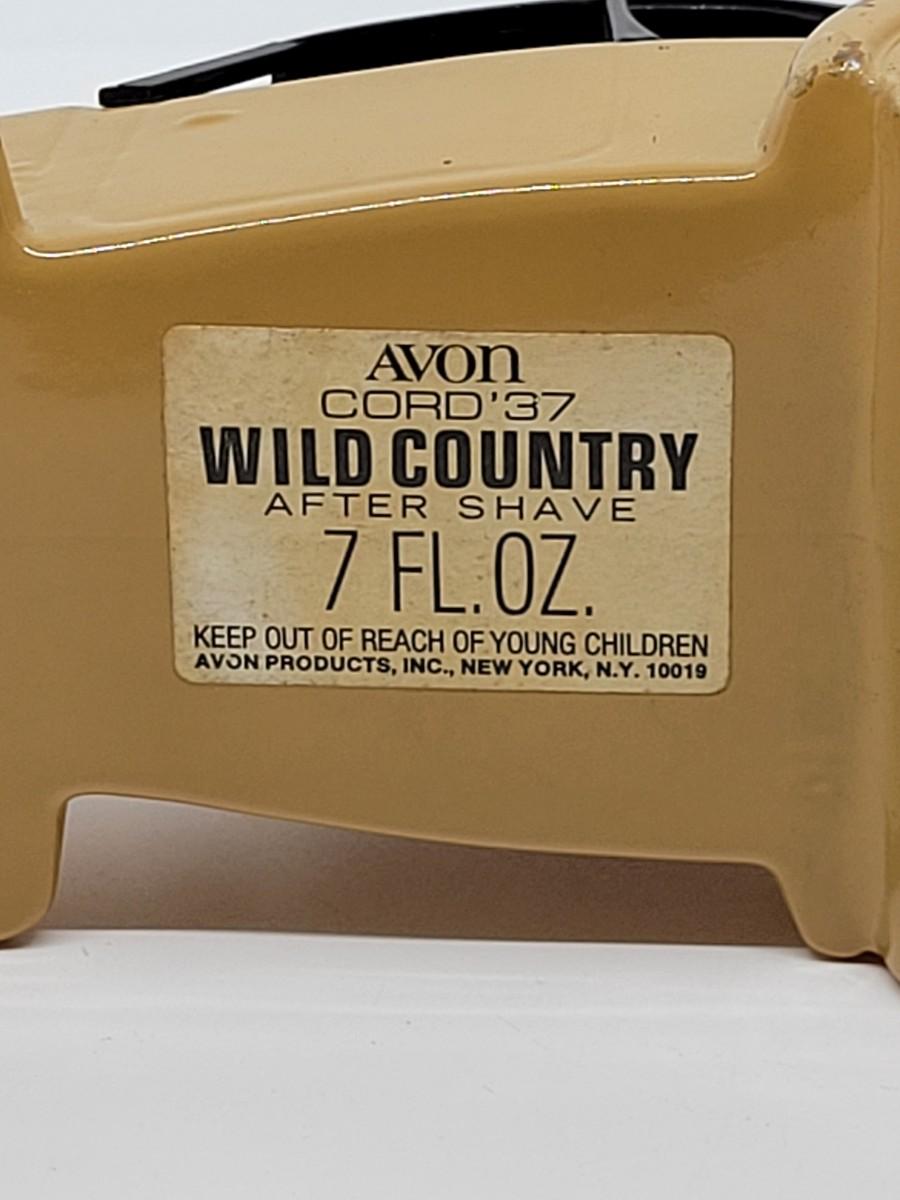 AVON
CORD '37
WILD COUNTRY
AFTER SHAVE
7 FL. OZ.
KEEP OUT OF REACH OF YOUNG CHILDREN
AVON PRODUCTS, INC., NEW YORK, N.Y. 10019